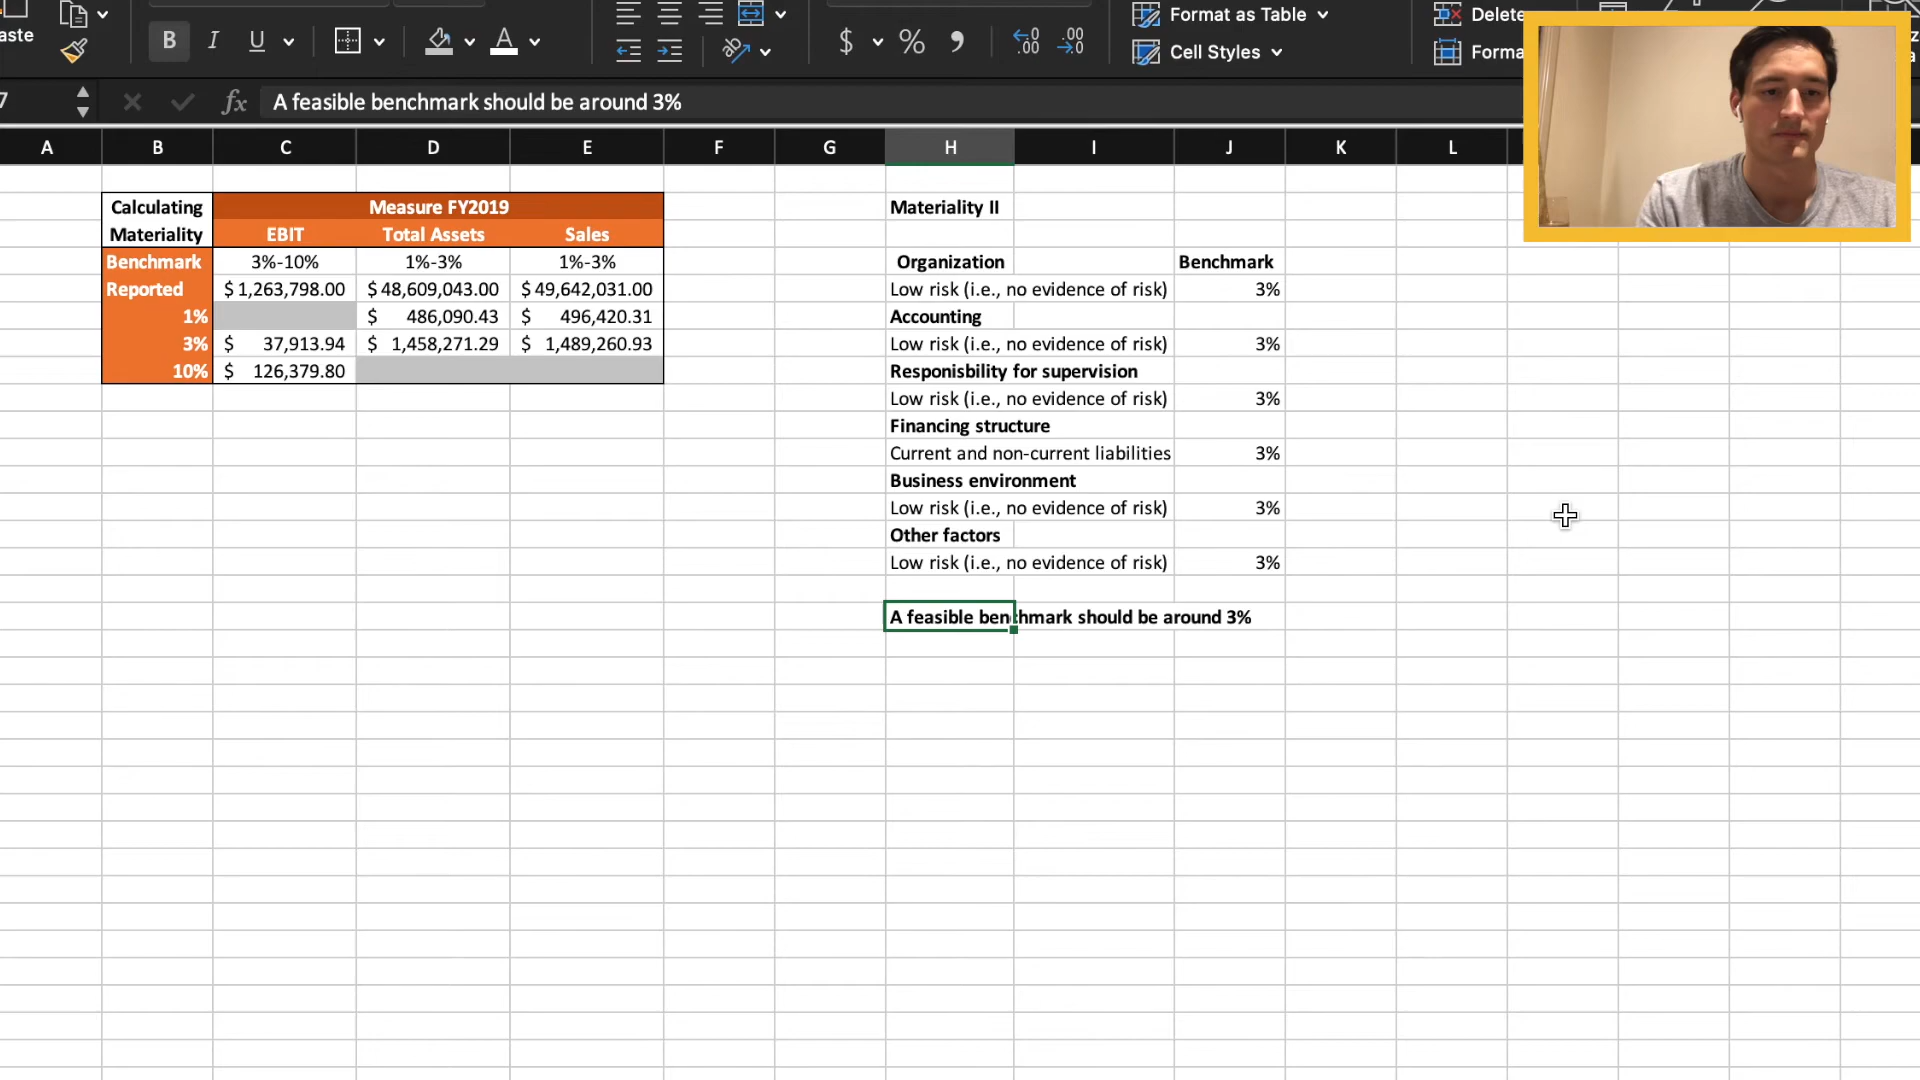 aste
B I U A $ % , .00 .00
Format as Table
Cell Styles
Delete
Forma
7 fx A feasible benchmark should be around 3%
A B C D E F G H I J K L
Calculating Measure FY2019
Materiality EBIT Total Assets Sales
Benchmark 3%-10% 1%-3% 1%-3%
Reported $1,263,798.00 $48,609,043.00 $49,642,031.00
1% $ 486,090.43 $ 496,420.31
3% $ 37,913.94 $ 1,458,271.29 $ 1,489,260.93
10% $ 126,379.80
Materiality II
Organization Benchmark
Low risk (i.e., no evidence of risk) 3%
Accounting
Low risk (i.e., no evidence of risk) 3%
Responisbility for supervision
Low risk (i.e., no evidence of risk) 3%
Financing structure
Current and non-current liabilities 3%
Business environment
Low risk (i.e., no evidence of risk) 3%
Other factors
Low risk (i.e., no evidence of risk) 3%
A feasible benchmark should be around 3%